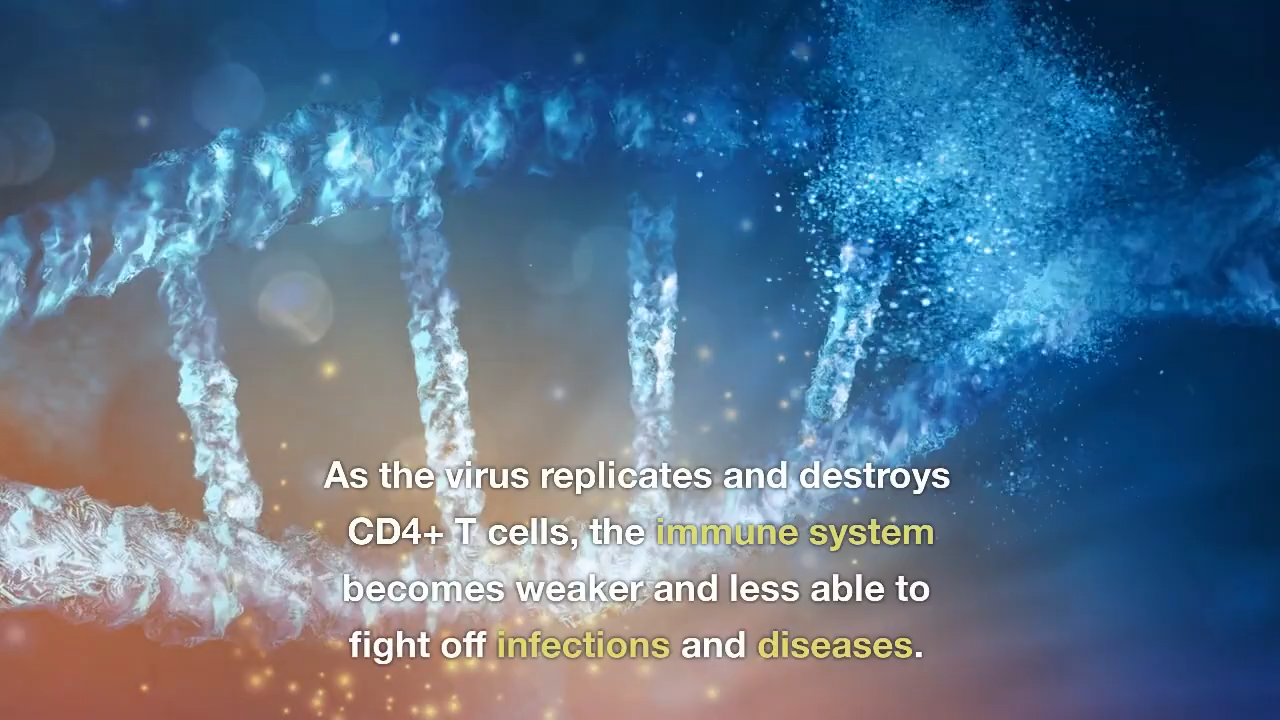 As the virus replicates and destroys
CD4+ T cells, the immune system
becomes weaker and less able to
fight off infections and diseases.